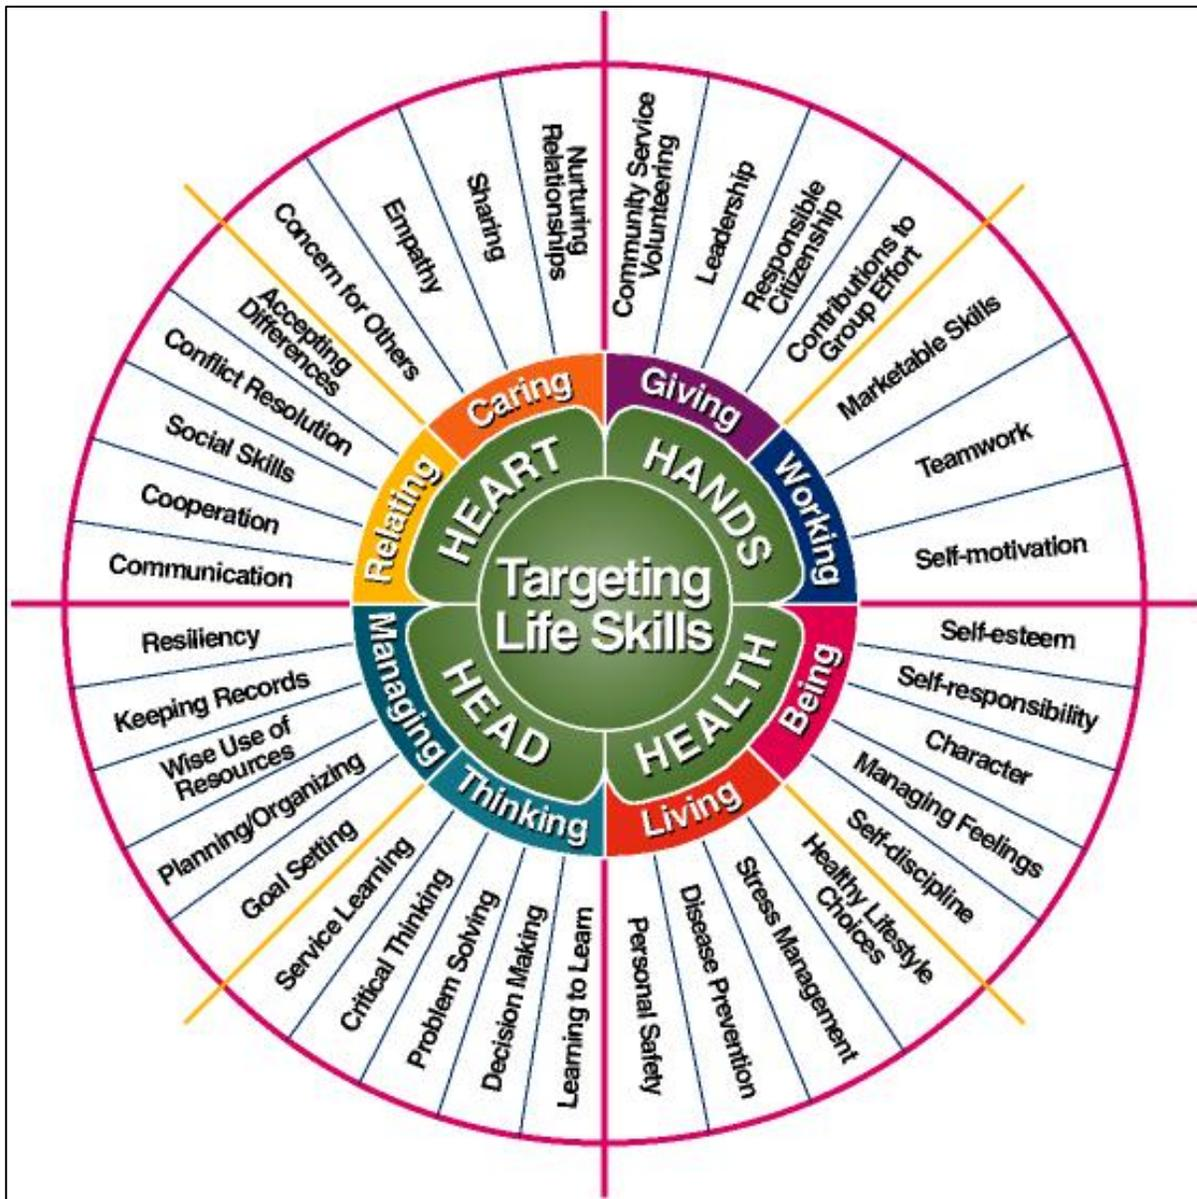 Targeting
Life Skills
HEART
HANDS
HEALTH
HEAD
Caring
Giving
Working
Being
Living
Thinking
Managing
Relating
Community Service
Volunteering
Leadership
Responsible
Citizenship
Contributions to
Group Effort
Marketable Skills
Teamwork
Self-motivation
Self-esteem
Self-responsibility
Character
Managing Feelings
Self-discipline
Healthy Lifestyle
Choices
Stress Management
Disease Prevention
Personal Safety
Learning to Learn
Decision Making
Problem Solving
Critical Thinking
Service Learning
Goal Setting
Planning/Organizing
Wise Use of
Resources
Keeping Records
Resiliency
Communication
Cooperation
Social Skills
Conflict Resolution
Accepting
Differences
Concern for Others
Empathy
Sharing
Nurturing
Relationships